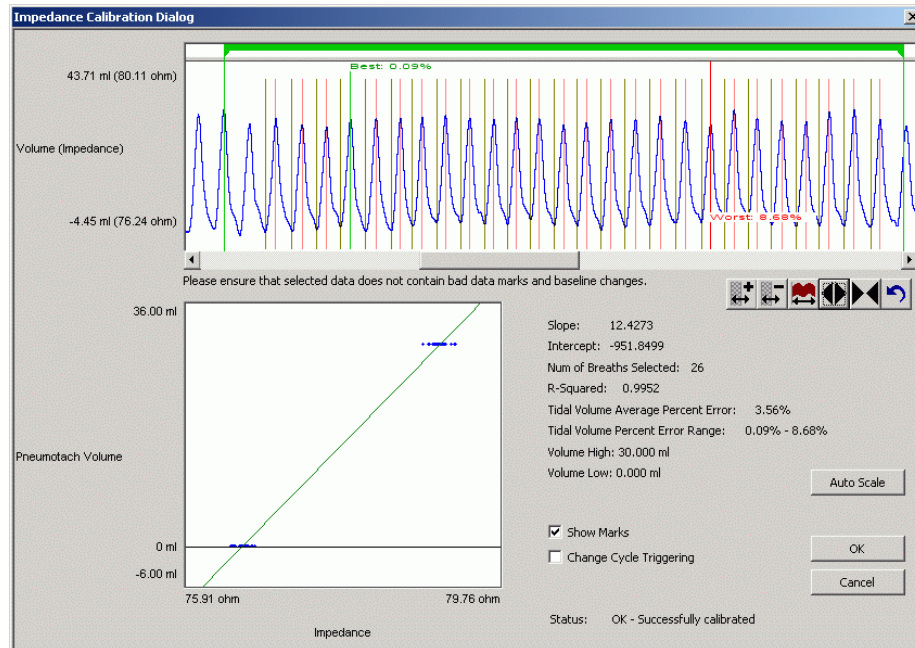 Impedance Calibration Dialog
43.71 ml (80.11 ohm)
Best: 0.09%
Volume (Impedance)
-4.45 ml (76.24 ohm)
Worst: 8.68%
Please ensure that selected data does not contain bad data marks and baseline changes.
36.00 ml
Pneumotach Volume
0 ml
-6.00 ml
75.91 ohm
79.76 ohm
Impedance
Slope: 12.4273
Intercept: -951.8499
Num of Breaths Selected: 26
R-Squared: 0.9952
Tidal Volume Average Percent Error: 3.56%
Tidal Volume Percent Error Range: 0.09% - 8.68%
Volume High: 30.000 ml
Volume Low: 0.000 ml
Auto Scale
Show Marks
Change Cycle Triggering
OK
Cancel
Status: OK - Successfully calibrated